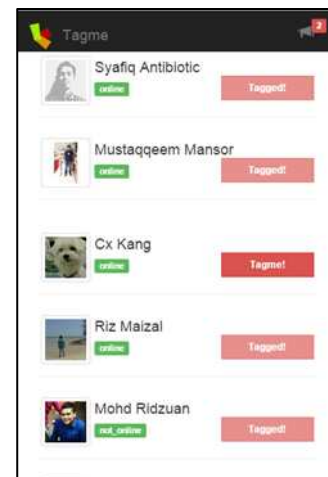 Tagme
2
Syafiq Antibiotic
online
Tagged!
Mustaqqeem Mansor
online
Tagged!
Cx Kang
online
Tagme!
Riz Maizal
online
Tagged!
Mohd Ridzuan
not_online
Tagged!